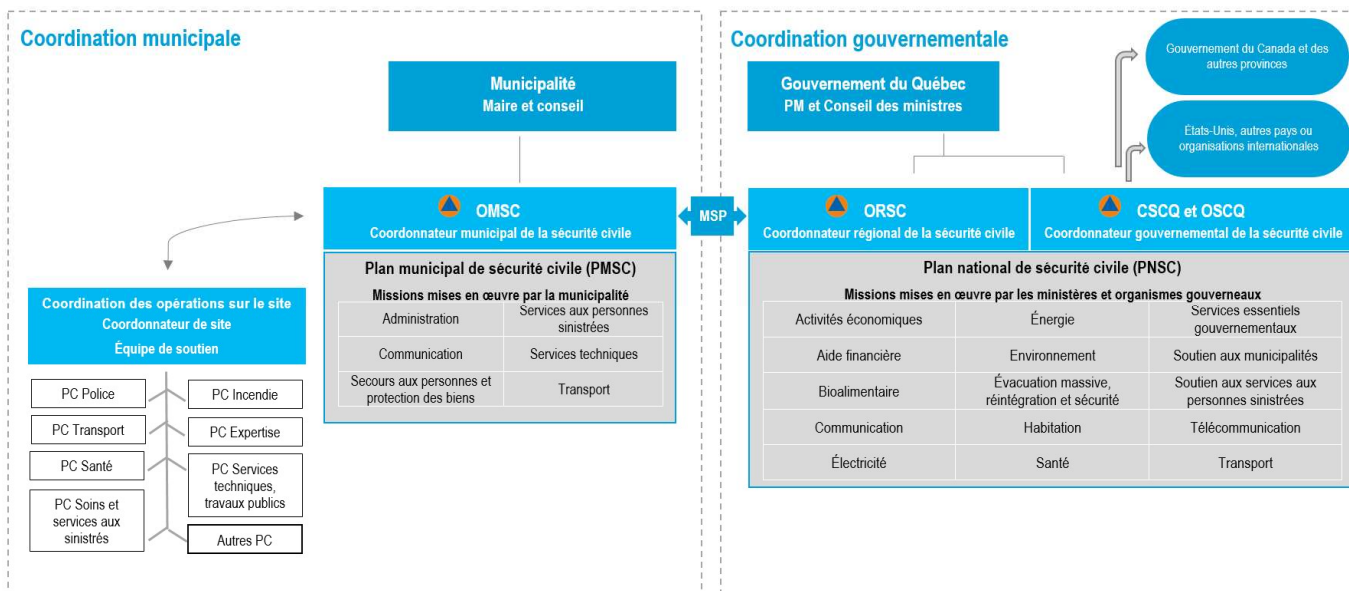 Coordination municipale
Municipalité
Maire et conseil
OMSC
Coordonnateur municipal de la sécurité civile
Plan municipal de sécurité civile (PMSC)
Missions mises en œuvre par la municipalité
Administration
Services aux personnes
sinistrées
Communication
Services techniques
Secours aux personnes et
protection des biens
Transport
Coordination des opérations sur le site
Coordonnateur de site
Équipe de soutien
PC Police
PC Incendie
PC Transport
PC Expertise
PC Santé
PC Services
techniques,
travaux publics
PC Soins et
services aux
sinistrés
Autres PC
MSP
Coordination gouvernementale
Gouvernement du Québec
PM et Conseil des ministres
Gouvernement du Canada et des
autres provinces
États-Unis, autres pays ou
organisations internationales
ORSC
Coordonnateur régional de la sécurité civile
CSCQ et OSCQ
Coordonnateur gouvernemental de la sécurité civile
Plan national de sécurité civile (PNSC)
Missions mises en œuvre par les ministères et organismes gouverneaux
Activités économiques
Énergie
Services essentiels
gouvernementaux
Aide financière
Environnement
Soutien aux municipalités
Bioalimentaire
Évacuation massive,
réintégration et sécurité
Soutien aux services aux
personnes sinistrées
Communication
Habitation
Télécommunication
Électricité
Santé
Transport